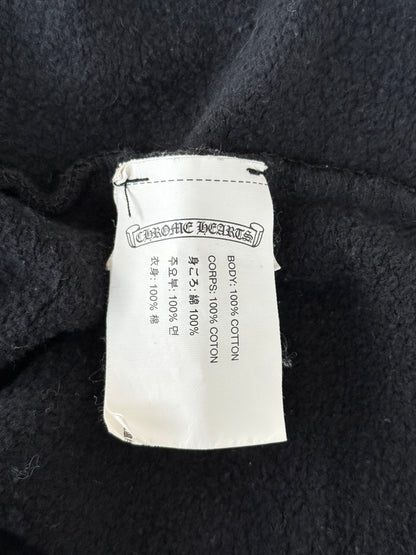 CHROME HEARTS
BODY: 100% COTTON
CORPS: 100% COTON
身ごろ: 綿 100%
주요부: 100% 면
衣身: 100% 棉